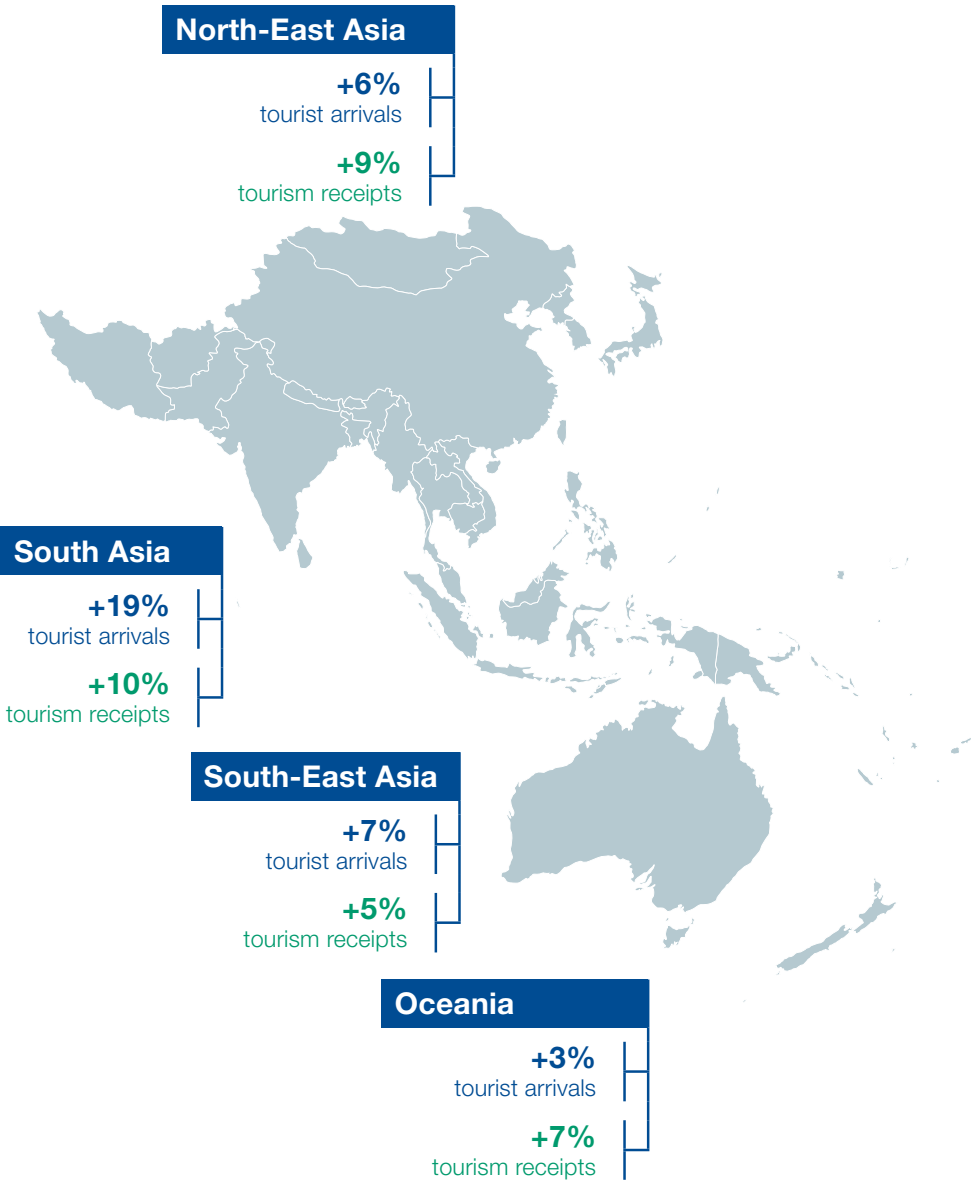 North-East Asia
+6%
tourist arrivals
+9%
tourism receipts
South Asia
+19%
tourist arrivals
+10%
tourism receipts
South-East Asia
+7%
tourist arrivals
+5%
tourism receipts
Oceania
+3%
tourist arrivals
+7%
tourism receipts